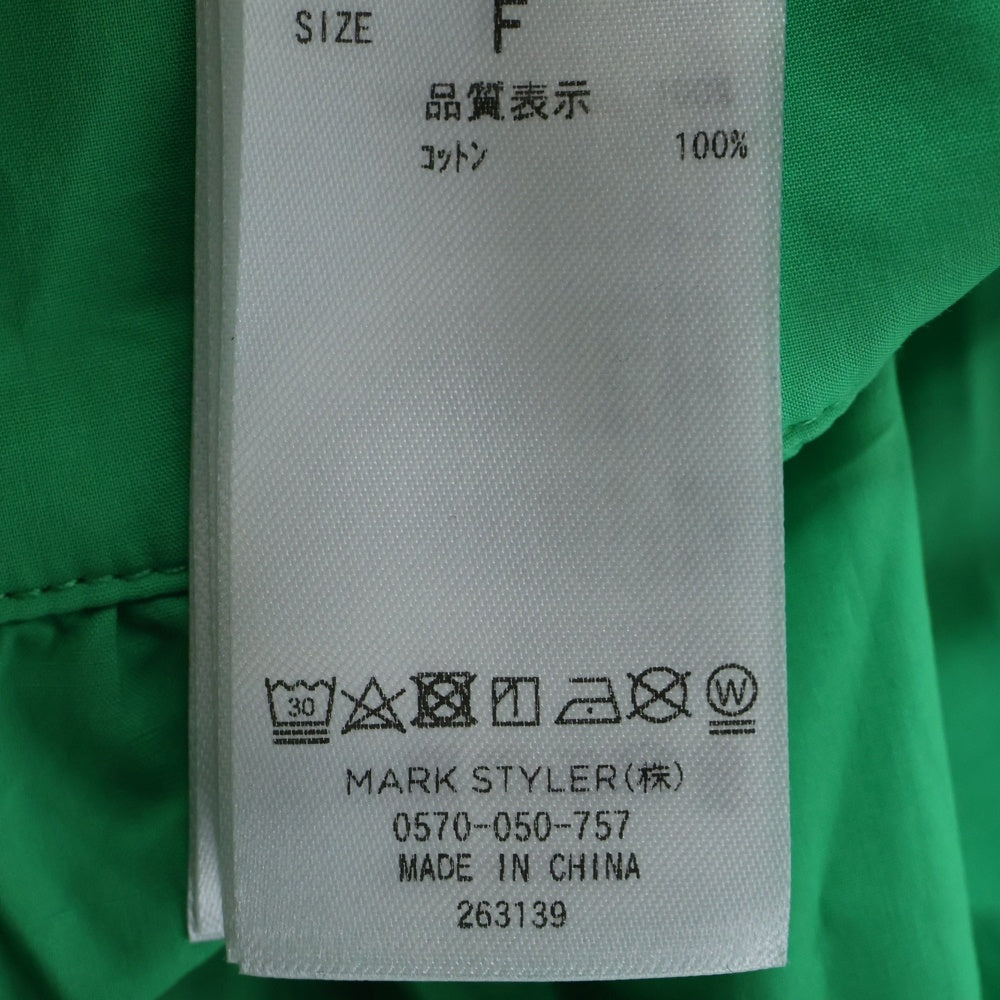 SIZE F
品質表示
コットン 100%
30
W
MARK STYLER(株)
0570-050-757
MADE IN CHINA
263139